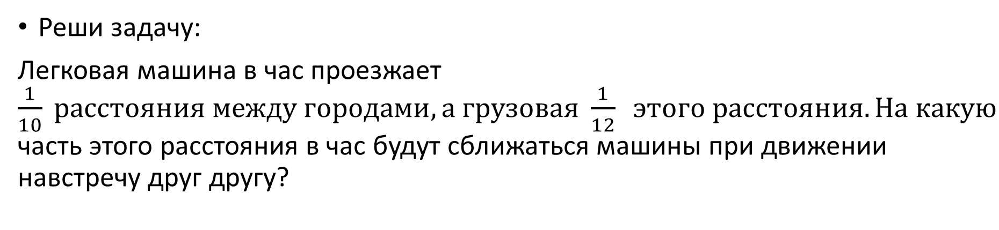 • Реши задачу:
Легковая машина в час проезжает
1/10 расстояния между городами, а грузовая 1/12 этого расстояния. На какую
часть этого расстояния в час будут сближаться машины при движении
навстречу друг другу?